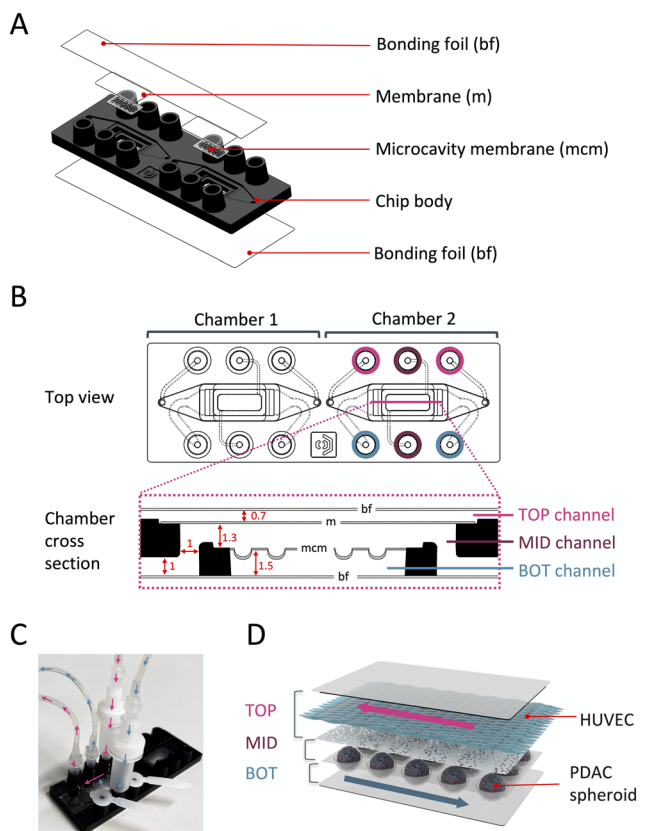 A
Bonding foil (bf)
Membrane (m)
Microcavity membrane (mcm)
Chip body
Bonding foil (bf)
B
Chamber 1
Chamber 2
Top view
Chamber
cross
section
bf
0.7
m
1.3
1
mcm
1
1.5
bf
TOP channel
MID channel
BOT channel
C
D
TOP
MID
BOT
HUVEC
PDAC
spheroid